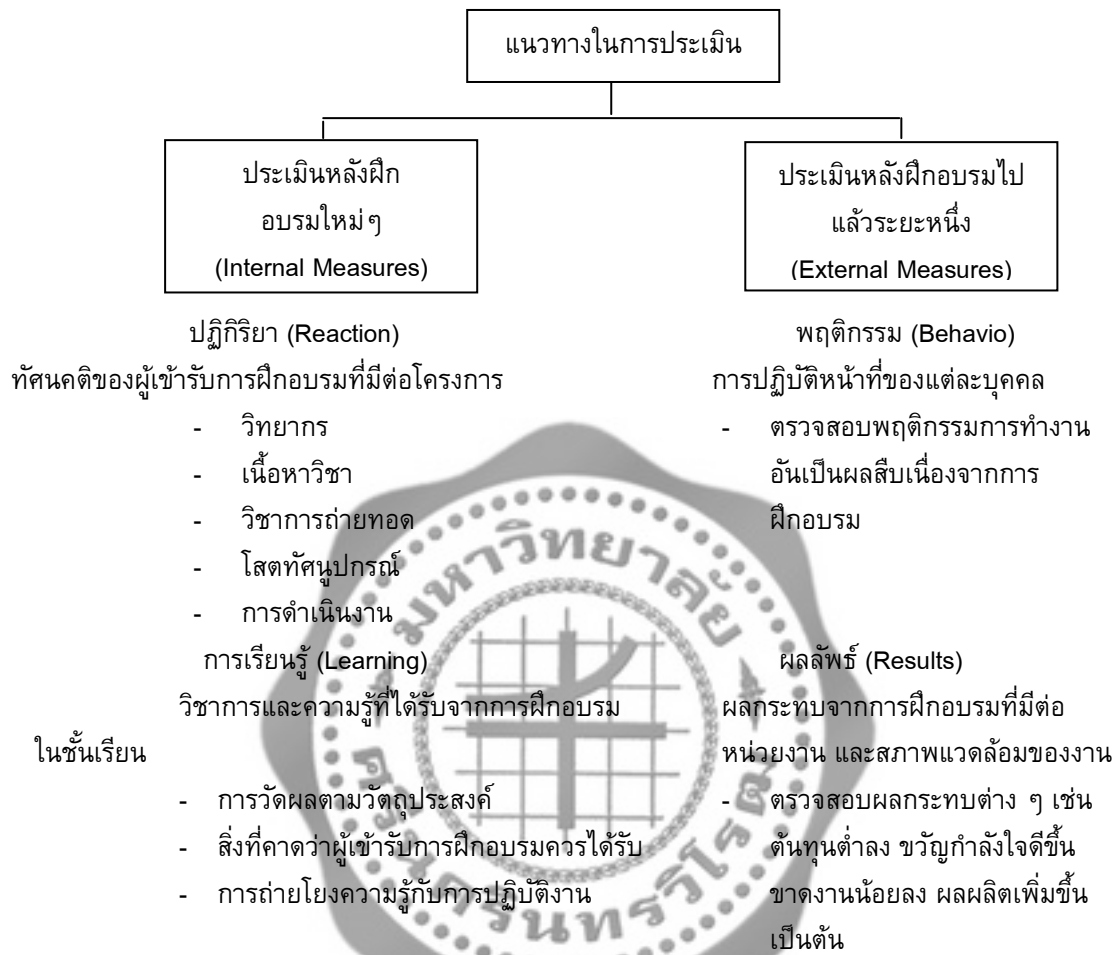 แนวทางในการประเมิน
ประเมินหลังฝึก
อบรมใหม่ๆ
(Internal Measures)
ประเมินหลังฝึกอบรมไป
แล้วระยะหนึ่ง
(External Measures)
ปฏิกิริยา (Reaction)
ทัศนคติของผู้เข้ารับการฝึกอบรมที่มีต่อโครงการ
- วิทยากร
- เนื้อหาวิชา
- วิชาการถ่ายทอด
- โสตทัศนูปกรณ์
- การดำเนินงาน
พฤติกรรม (Behavio)
การปฏิบัติหน้าที่ของแต่ละบุคคล
- ตรวจสอบพฤติกรรมการทำงาน
อันเป็นผลสืบเนื่องจากการ
ฝึกอบรม
การเรียนรู้ (Learning)
วิชาการและความรู้ที่ได้รับจากการฝึกอบรม
ในชั้นเรียน
- การวัดผลตามวัตถุประสงค์
- สิ่งที่คาดว่าผู้เข้ารับการฝึกอบรมควรได้รับ
- การถ่ายโยงความรู้กับการปฏิบัติงาน
ผลลัพธ์ (Results)
ผลกระทบจากการฝึกอบรมที่มีต่อ
หน่วยงาน และสภาพแวดล้อมของงาน
- ตรวจสอบผลกระทบต่าง ๆ เช่น
ต้นทุนต่ำลง ขวัญกำลังใจดีขึ้น
ขาดงานน้อยลง ผลผลิตเพิ่มขึ้น
เป็นต้น
มหาวิทยาลัย
ศรีนครินทรวิโรฒ